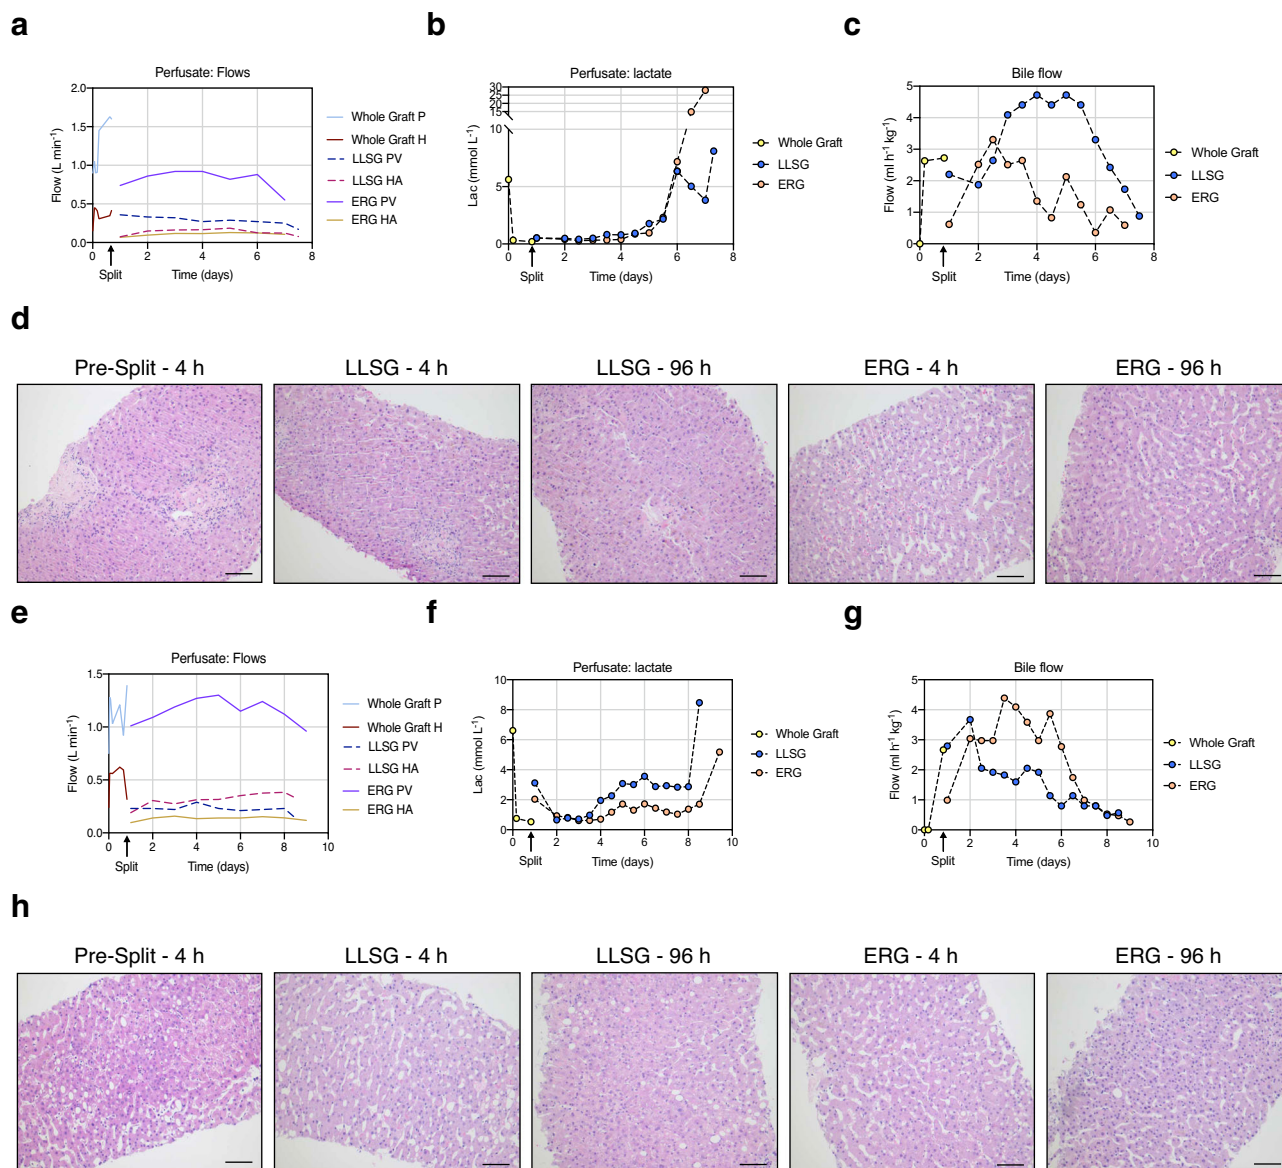 a
b
c
Perfusate: Flows
Flow (L min⁻¹)
2.0
1.5
1.0
0.5
0.0
0 2 4 6 8
Split
Time (days)
Whole Graft P
Whole Graft H
LLSG PV
LLSG HA
ERG PV
ERG HA
Perfusate: lactate
Lac (mmol L⁻¹)
30
25
20
15
10
5
0
0 2 4 6 8
Split
Time (days)
Whole Graft
LLSG
ERG
Bile flow
Flow (ml h⁻¹ kg⁻¹)
5
4
3
2
1
0
0 2 4 6 8
Split
Time (days)
Whole Graft
LLSG
ERG
d
Pre-Split - 4 h
LLSG - 4 h
LLSG - 96 h
ERG - 4 h
ERG - 96 h
e
f
g
Perfusate: Flows
Flow (L min⁻¹)
1.5
1.0
0.5
0.0
0 2 4 6 8 10
Split
Time (days)
Whole Graft P
Whole Graft H
LLSG PV
LLSG HA
ERG PV
ERG HA
Perfusate: lactate
Lac (mmol L⁻¹)
10
8
6
4
2
0
0 2 4 6 8 10
Split
Time (days)
Whole Graft
LLSG
ERG
Bile flow
Flow (ml h⁻¹ kg⁻¹)
5
4
3
2
1
0
0 2 4 6 8 10
Split
Time (days)
Whole Graft
LLSG
ERG
h
Pre-Split - 4 h
LLSG - 4 h
LLSG - 96 h
ERG - 4 h
ERG - 96 h